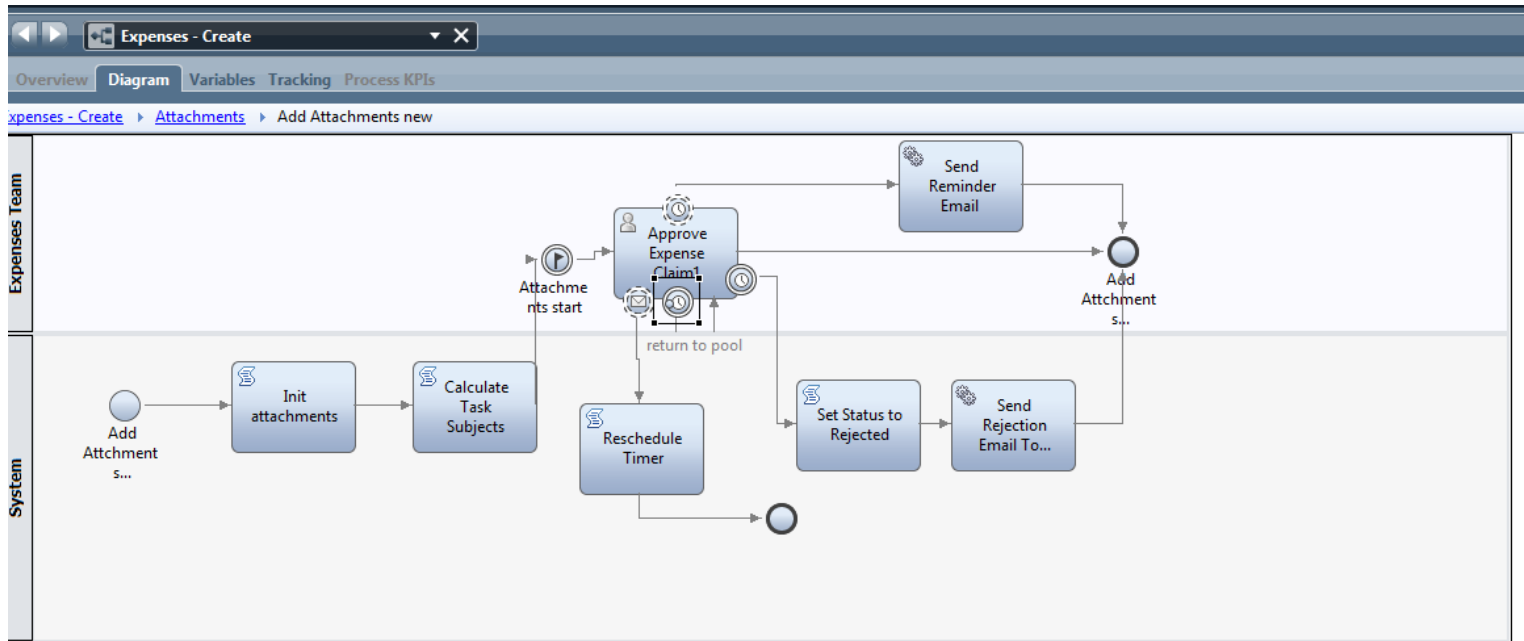 Expenses - Create
Overview Diagram Variables Tracking Process KPIs
xpenses - Create Attachments Add Attachments new
Expenses Team
Send
Reminder
Email
Approve
Expense
Claim1
Attachme
nts start
Add
Attchment
s...
return to pool
System
Add
Attchment
s...
Init
attachments
Calculate
Task
Subjects
Reschedule
Timer
Set Status to
Rejected
Send
Rejection
Email To...